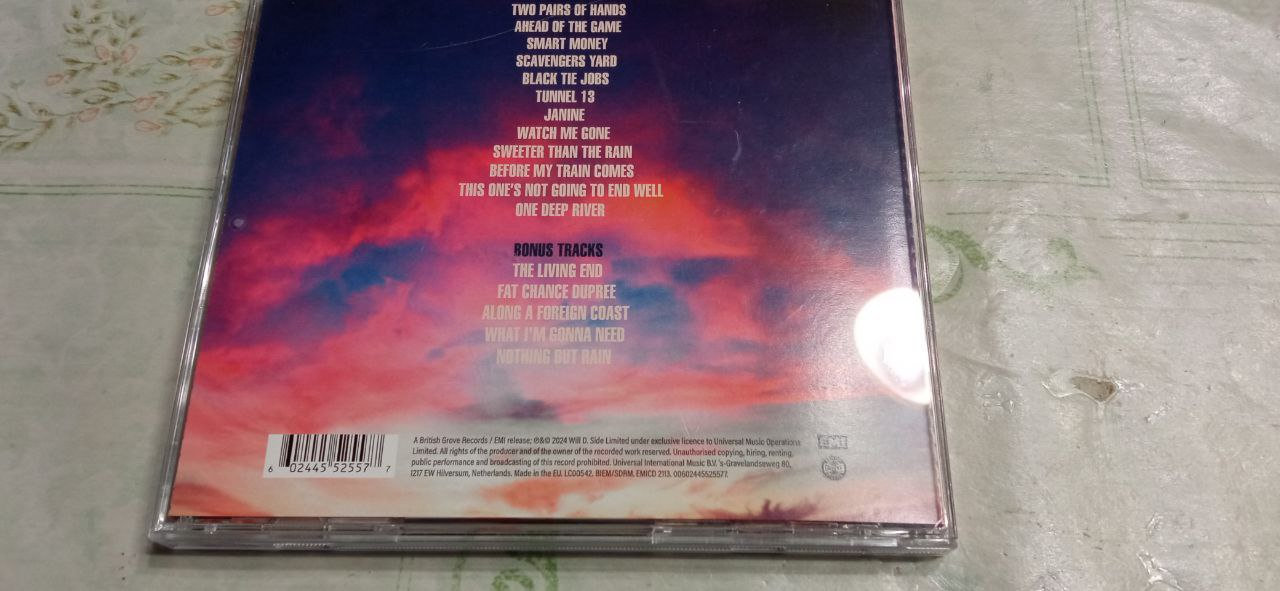 TWO PAIRS OF HANDS
AHEAD OF THE GAME
SMART MONEY
SCAVENGERS YARD
BLACK TIE JOBS
TUNNEL 13
JANINE
WATCH ME GONE
SWEETER THAN THE RAIN
BEFORE MY TRAIN COMES
THIS ONE'S NOT GOING TO END WELL
ONE DEEP RIVER
BONUS TRACKS
THE LIVING END
FAT CHANCE DUPREE
ALONG A FOREIGN COAST
WHAT I'M GONNA NEED
NOTHING BUT RAIN
6 02445 52557 7
A British Grove Records / EMI release; ℗&© 2024 Will D. Side Limited under exclusive licence to Universal Music Operations
Limited. All rights of the producer and of the owner of the recorded work reserved. Unauthorised copying, hiring, renting,
public performance and broadcasting of this record prohibited. Universal International Music B.V. 's-Gravelandseweg 80,
1217 EW Hilversum, Netherlands. Made in the EU. LC00542. BIEM/SDRM. EMICD 2113. 00602445525577.
EMI